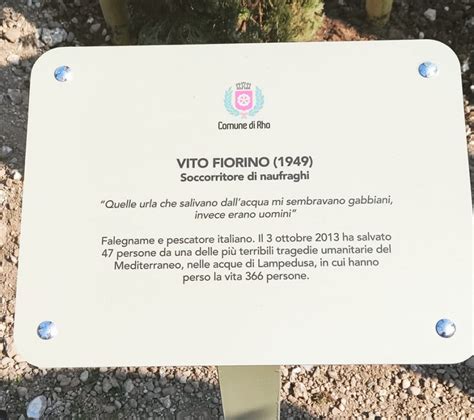 Comune di Rho
VITO FIORINO (1949)
Soccorritore di naufraghi
“Quelle urla che salivano dall’acqua mi sembravano gabbiani,
invece erano uomini”
Falegname e pescatore italiano. Il 3 ottobre 2013 ha salvato
47 persone da una delle più terribili tragedie umanitarie del
Mediterraneo, nelle acque di Lampedusa, in cui hanno
perso la vita 366 persone.